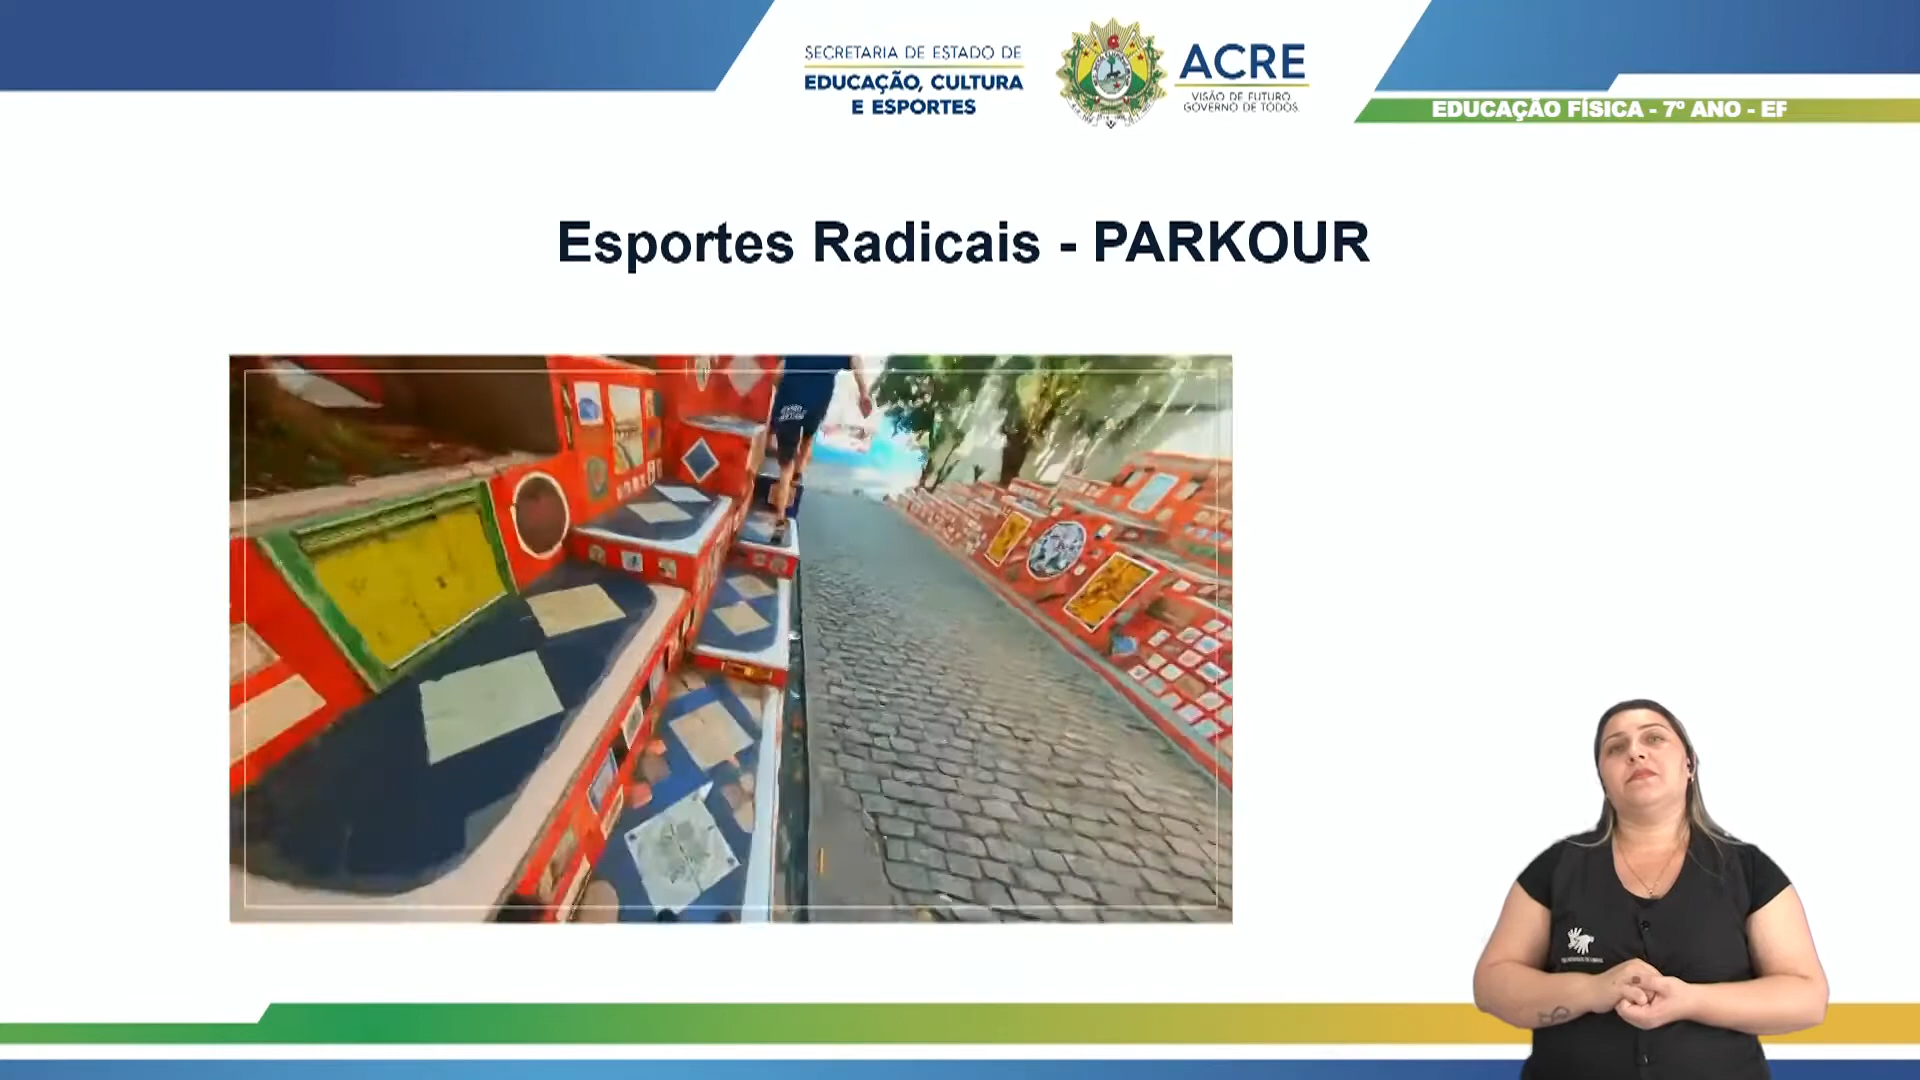 SECRETARIA DE ESTADO DE
EDUCAÇÃO, CULTURA
E ESPORTES
ACRE
VISÃO DE FUTURO
GOVERNO DE TODOS
EDUCAÇÃO FÍSICA - 7º ANO - EF
Esportes Radicais - PARKOUR